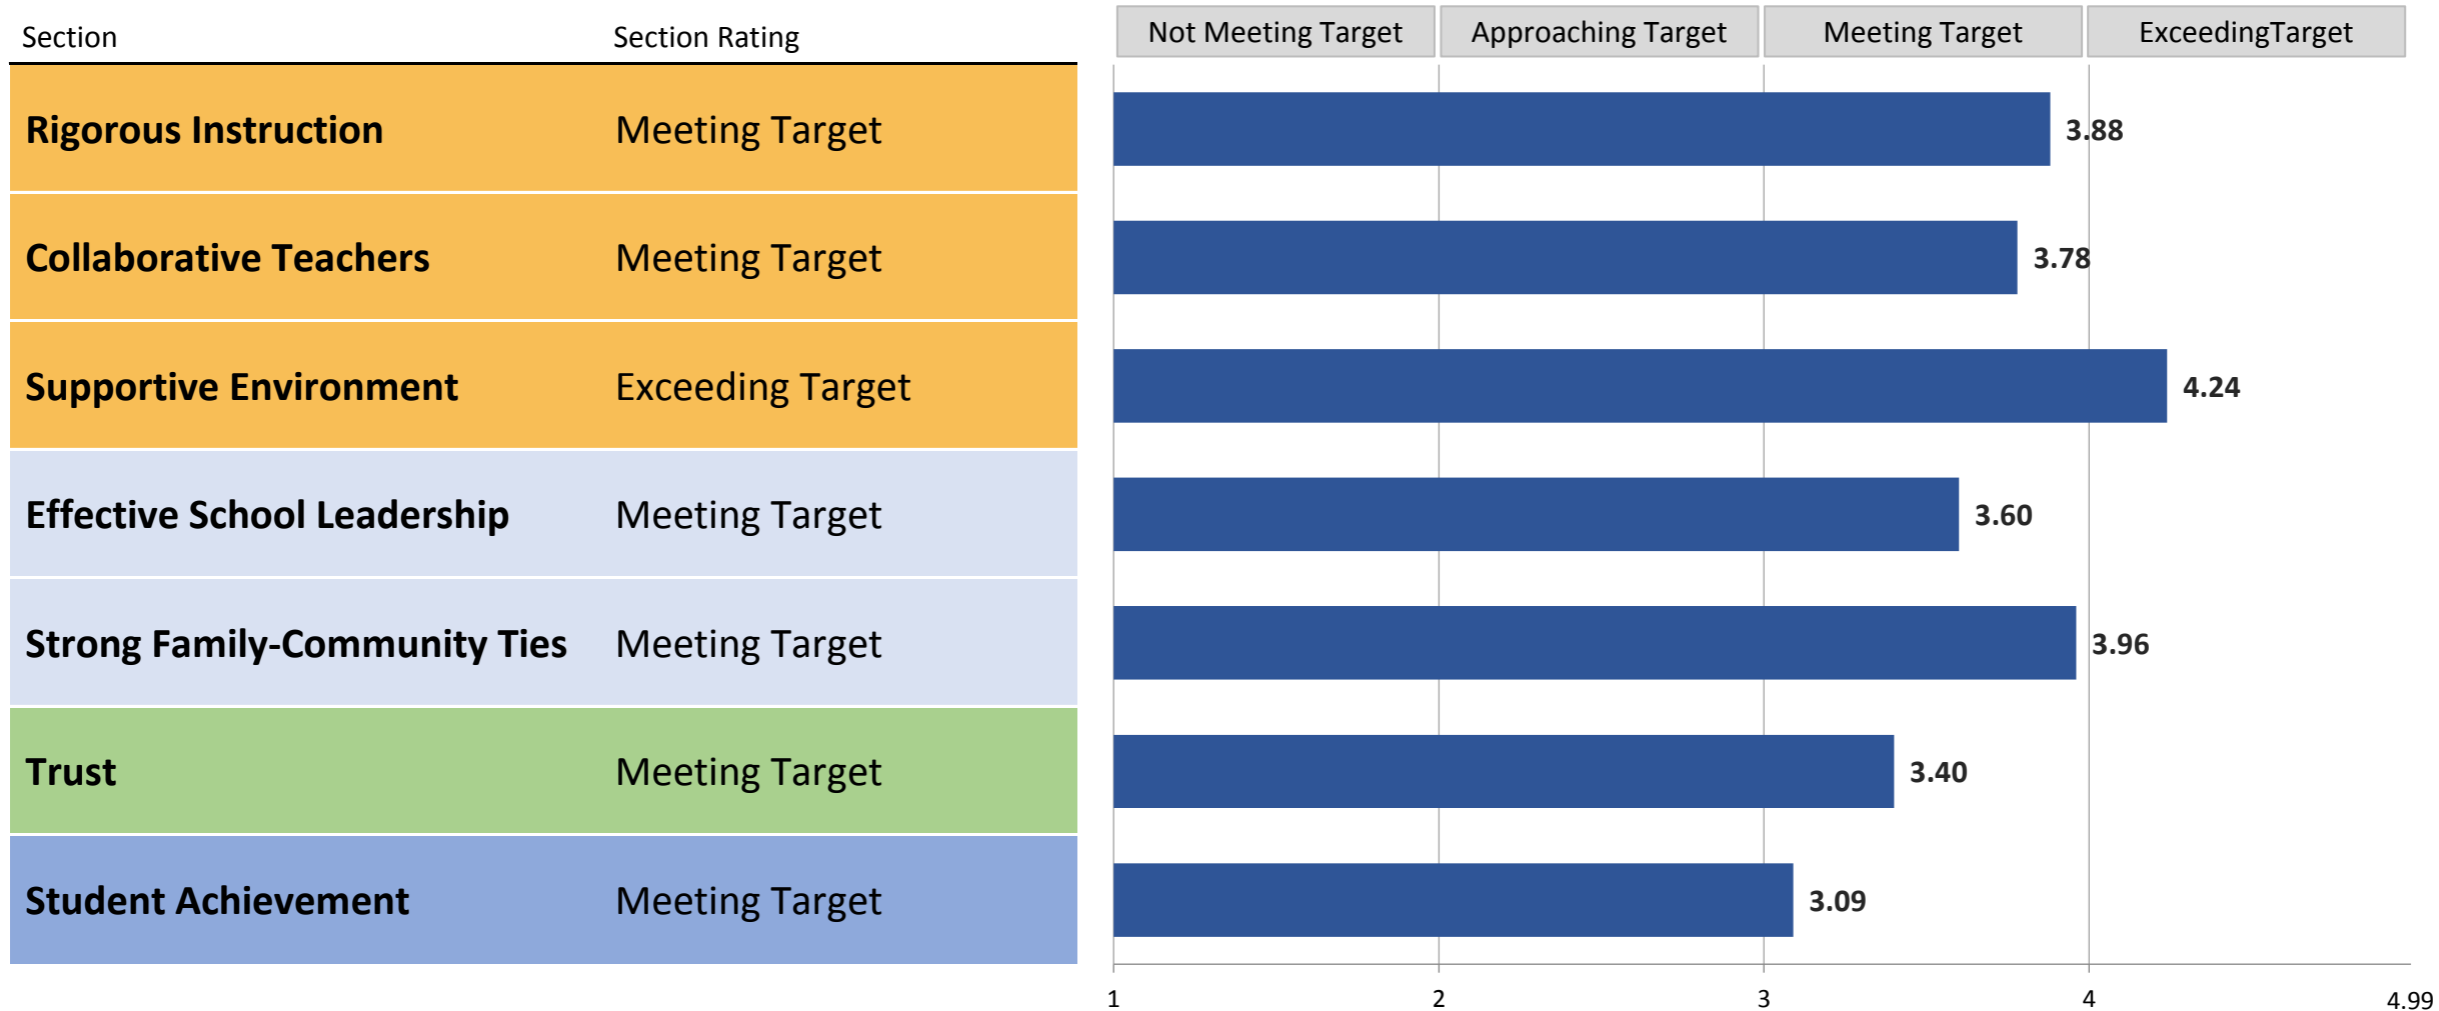 Section Section Rating Not Meeting Target Approaching Target Meeting Target ExceedingTarget
Rigorous Instruction Meeting Target 3.88
Collaborative Teachers Meeting Target 3.78
Supportive Environment Exceeding Target 4.24
Effective School Leadership Meeting Target 3.60
Strong Family-Community Ties Meeting Target 3.96
Trust Meeting Target 3.40
Student Achievement Meeting Target 3.09
1 2 3 4 4.99